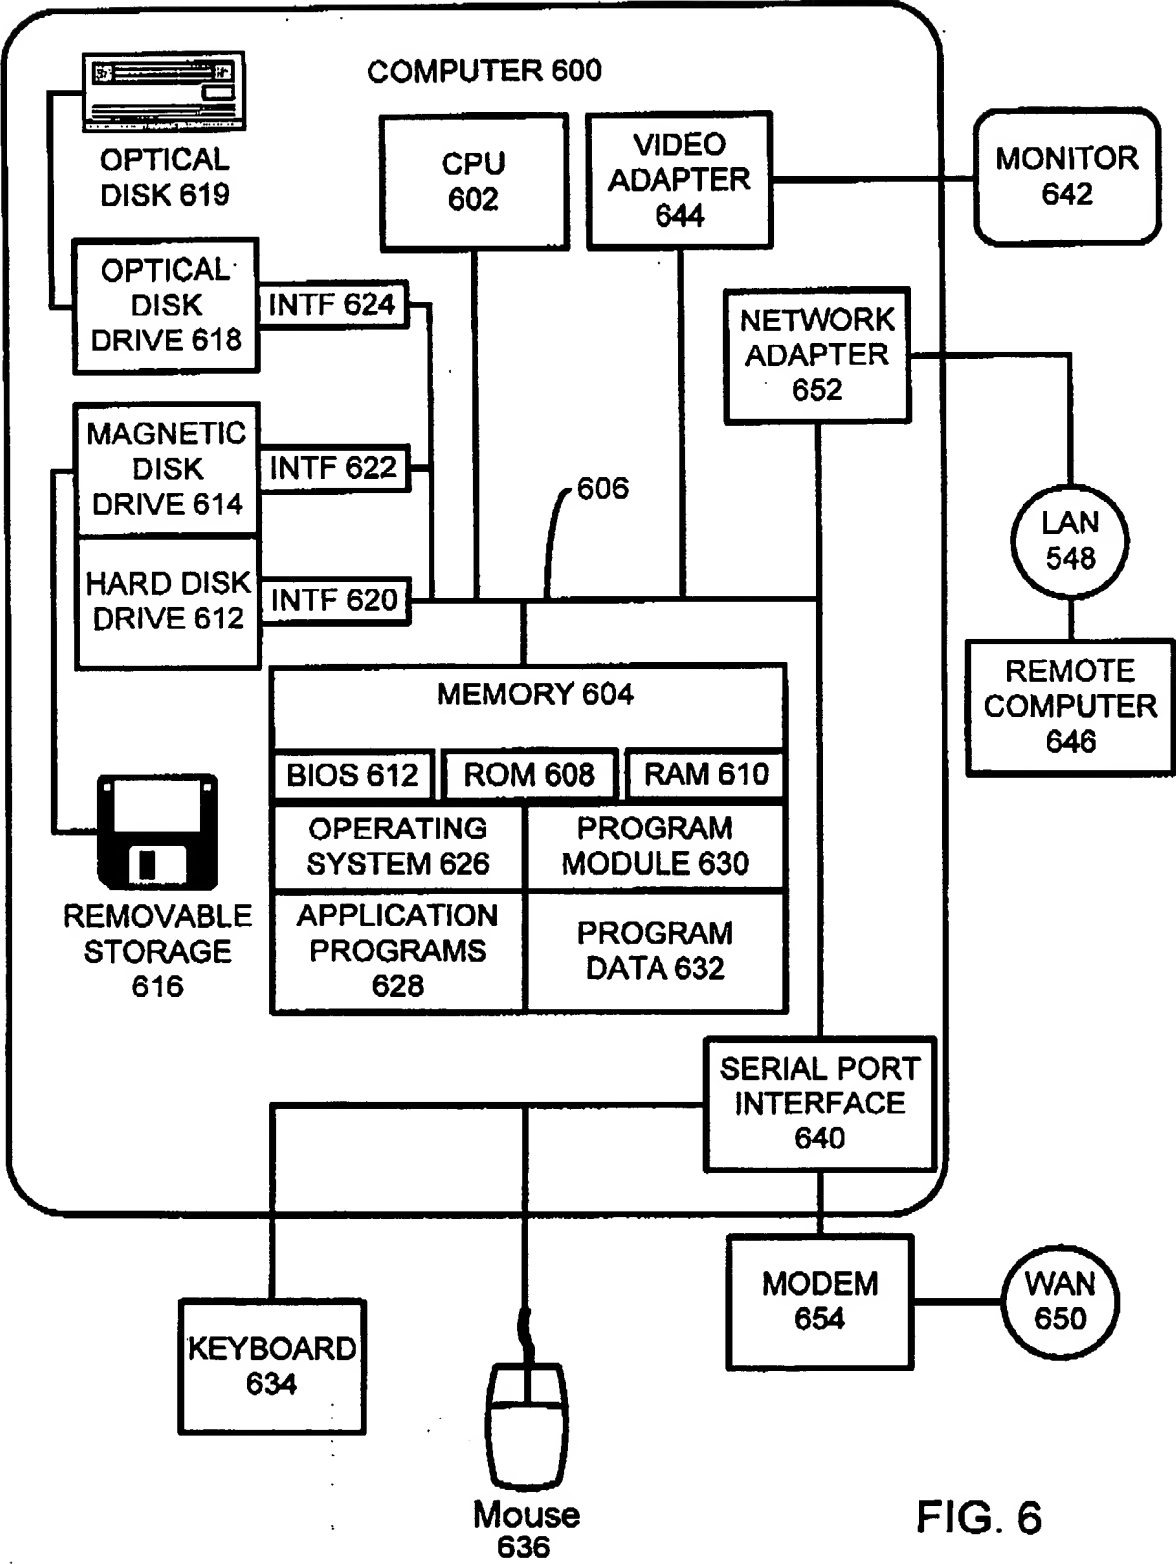 COMPUTER 600
OPTICAL
DISK 619
CPU
602
VIDEO
ADAPTER
644
MONITOR
642
OPTICAL
DISK
DRIVE 618
INTF 624
NETWORK
ADAPTER
652
MAGNETIC
DISK
DRIVE 614
INTF 622
606
LAN
548
HARD DISK
DRIVE 612
INTF 620
REMOTE
COMPUTER
646
MEMORY 604
BIOS 612
ROM 608
RAM 610
OPERATING
SYSTEM 626
PROGRAM
MODULE 630
REMOVABLE
STORAGE
616
APPLICATION
PROGRAMS
628
PROGRAM
DATA 632
SERIAL PORT
INTERFACE
640
MODEM
654
WAN
650
KEYBOARD
634
Mouse
636
FIG. 6